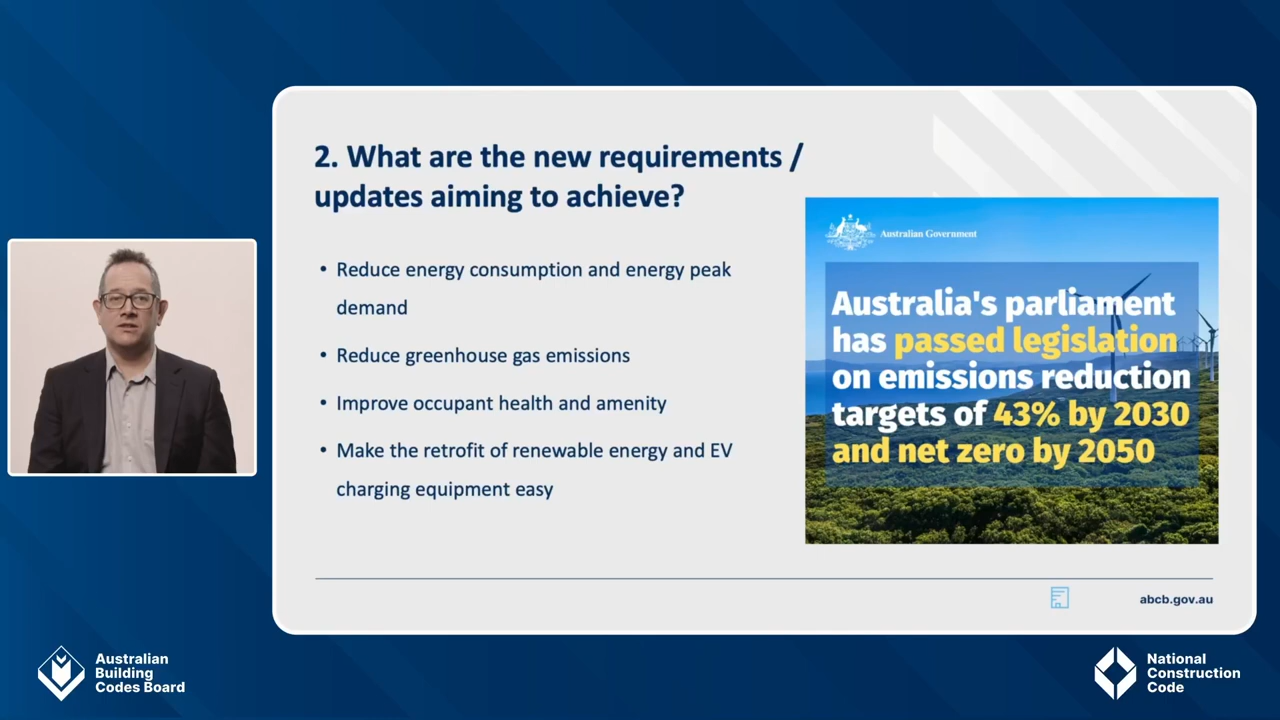 2. What are the new requirements /
updates aiming to achieve?
• Reduce energy consumption and energy peak
demand
• Reduce greenhouse gas emissions
• Improve occupant health and amenity
• Make the retrofit of renewable energy and EV
charging equipment easy
Australian Government
Australia's parliament
has passed legislation
on emissions reduction
targets of 43% by 2030
and net zero by 2050
abcb.gov.au
Australian
Building
Codes Board
National
Construction
Code